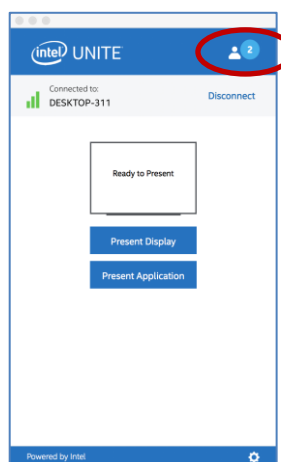 intel UNITE
2
Connected to:
DESKTOP-311
Disconnect
Ready to Present
Present Display
Present Application
Powered by Intel